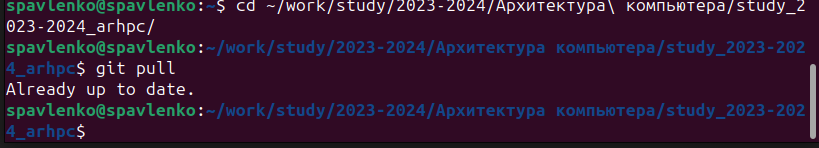 spavlenko@spavlenko:~$ cd ~/work/study/2023-2024/Архитектура\ компьютера/study_2
023-2024_arhpc/
spavlenko@spavlenko:~/work/study/2023-2024/Архитектура компьютера/study_2023-202
4_arhpc$ git pull
Already up to date.
spavlenko@spavlenko:~/work/study/2023-2024/Архитектура компьютера/study_2023-202
4_arhpc$